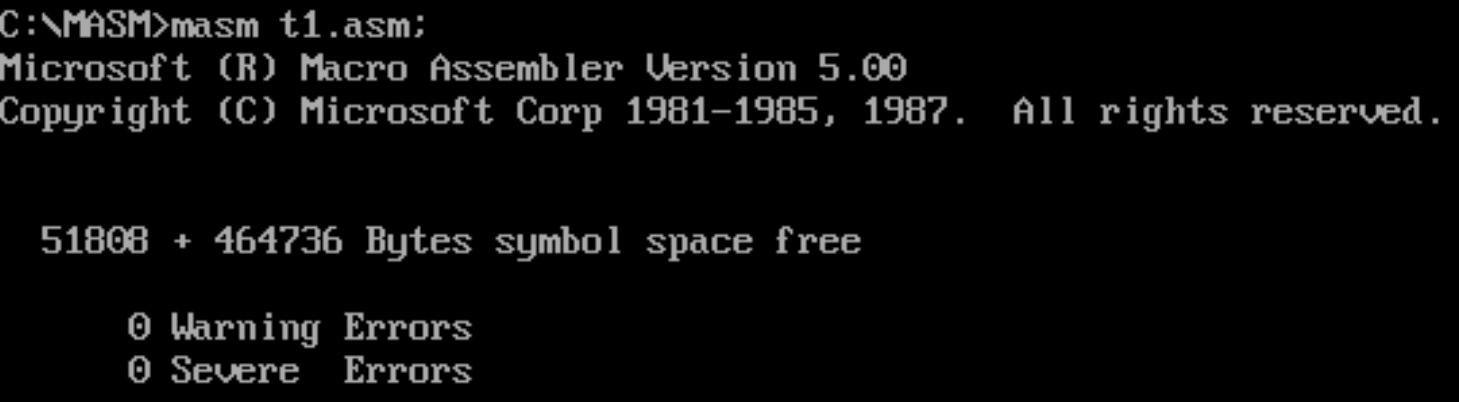 C:\MASM>masm t1.asm;
Microsoft (R) Macro Assembler Version 5.00
Copyright (C) Microsoft Corp 1981-1985, 1987.  All rights reserved.
51808 + 464736 Bytes symbol space free
0 Warning Errors
0 Severe  Errors